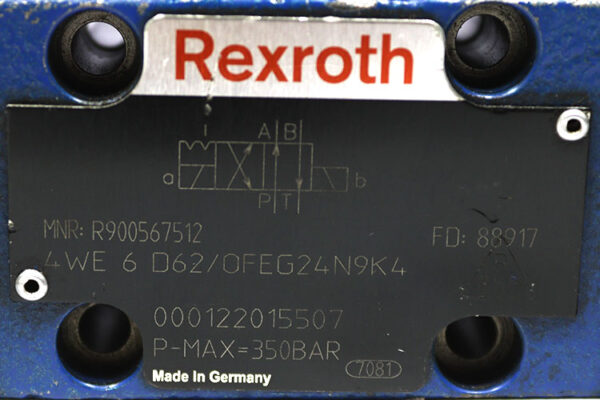 Rexroth
A B
a b
P T
MNR: R900567512 FD: 88917
4WE 6 D62/OFEG24N9K4
000122015507
P-MAX=350BAR
7081
Made In Germany